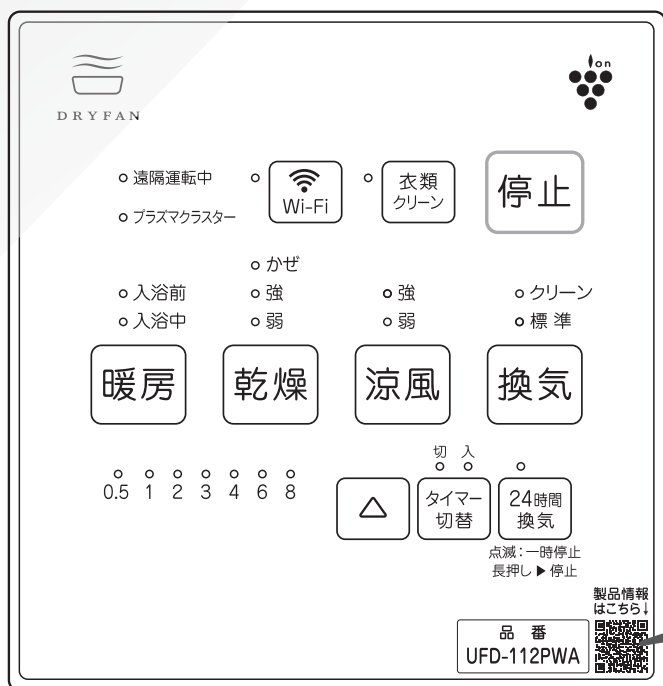 DRYFAN
ion
遠隔運転中
Wi-Fi
衣類
クリーン
停止
プラズマクラスター
かぜ
入浴前
強
強
クリーン
入浴中
弱
弱
標準
暖房
乾燥
涼風
換気
切 入
0.5 1 2 3 4 6 8
△
タイマー
切替
24時間
換気
点滅:一時停止
長押し▶停止
製品情報
はこちら↓
品番
UFD-112PWA